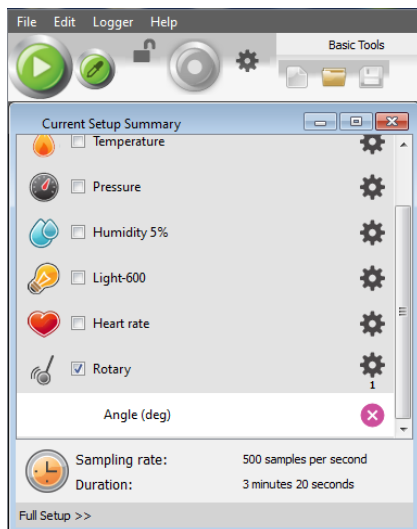 File Edit Logger Help
Basic Tools
Current Setup Summary
Temperature
Pressure
Humidity 5%
Light-600
Heart rate
Rotary
1
Angle (deg)
Sampling rate: 500 samples per second
Duration: 3 minutes 20 seconds
Full Setup >>